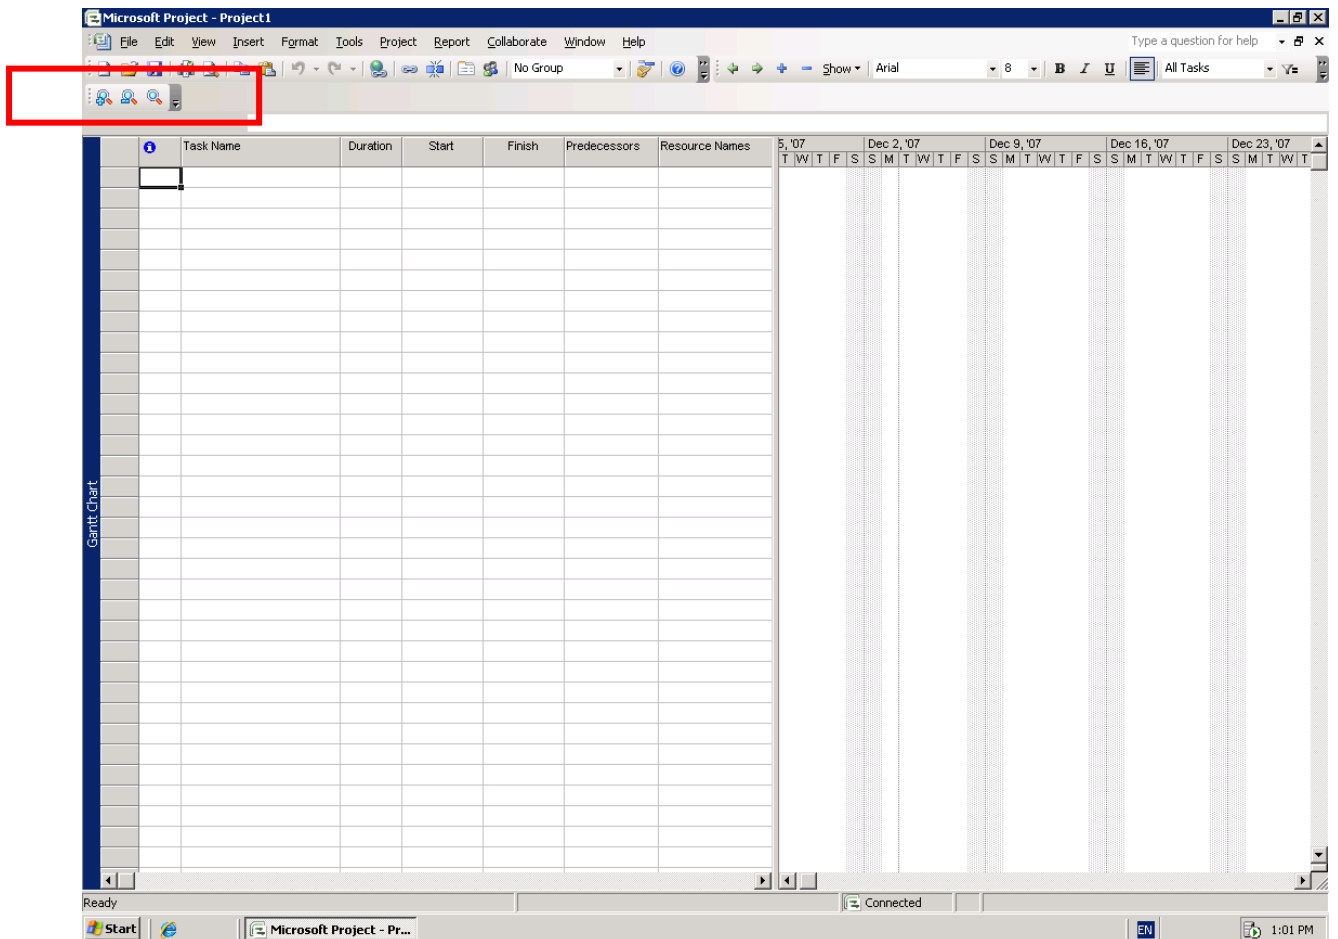 Microsoft Project - Project1
File Edit View Insert Format Tools Project Report Collaborate Window Help Type a question for help
No Group Show Arial 8 B I U All Tasks
Task Name Duration Start Finish Predecessors Resource Names 5, '07 Dec 2, '07 Dec 9, '07 Dec 16, '07 Dec 23, '07
T W T F S S M T W T F S S M T W T F S S M T W T F S S M T W T
Gantt Chart
Ready Connected
Start Microsoft Project - Pr... EN 1:01 PM